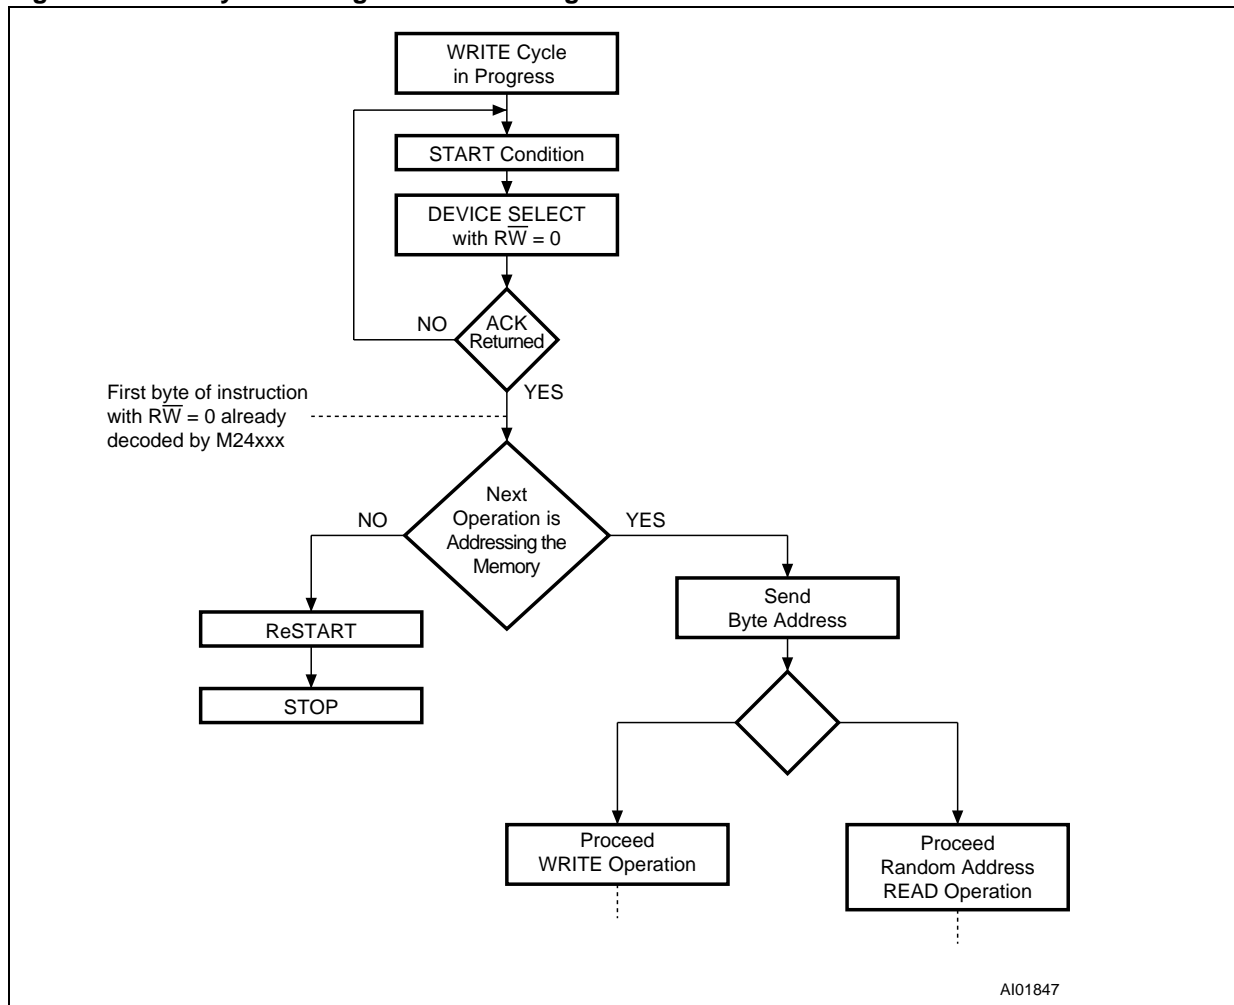 WRITE Cycle
in Progress
START Condition
DEVICE SELECT
with RW̅ = 0
NO
ACK
Returned
YES
First byte of instruction
with RW̅ = 0 already
decoded by M24xxx
Next
Operation is
Addressing the
Memory
NO
YES
Send
Byte Address
ReSTART
STOP
Proceed
WRITE Operation
Proceed
Random Address
READ Operation
AI01847